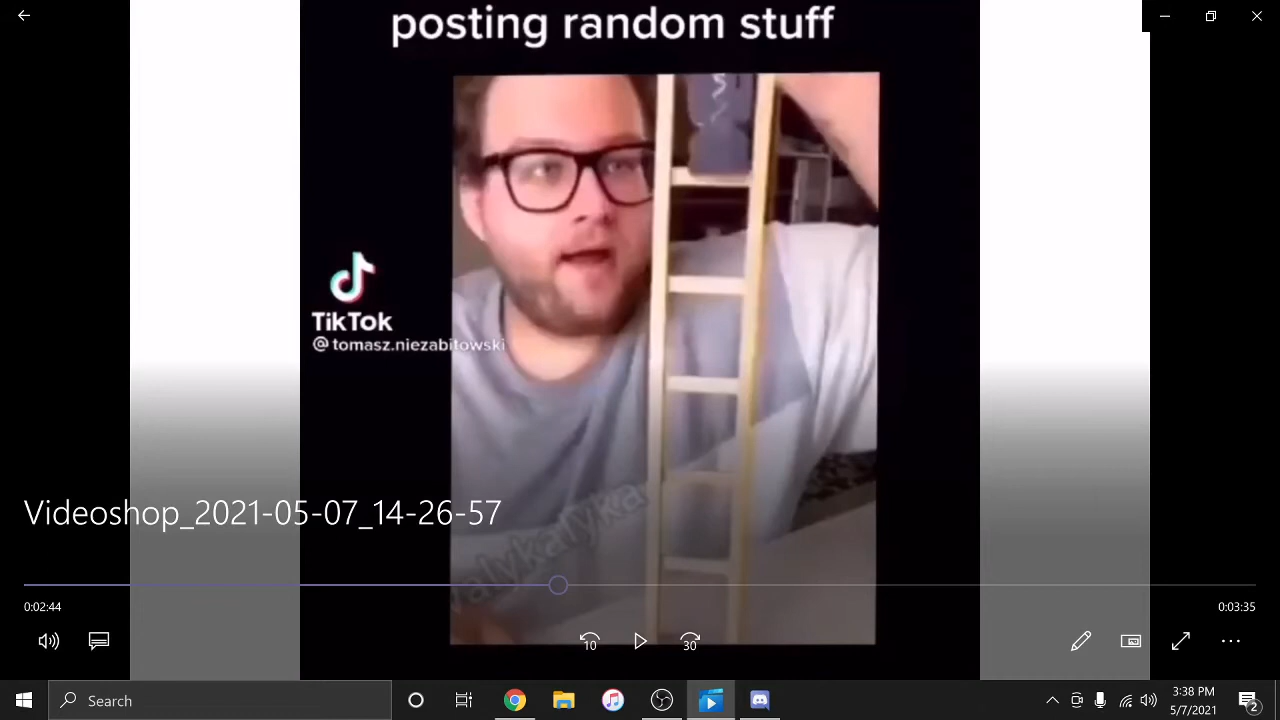 posting random stuff
TikTok
@tomasz.niezabitowski
Videoshop_2021-05-07_14-26-57
0:02:44
0:03:35
10
30
Search
3:38 PM
5/7/2021
2